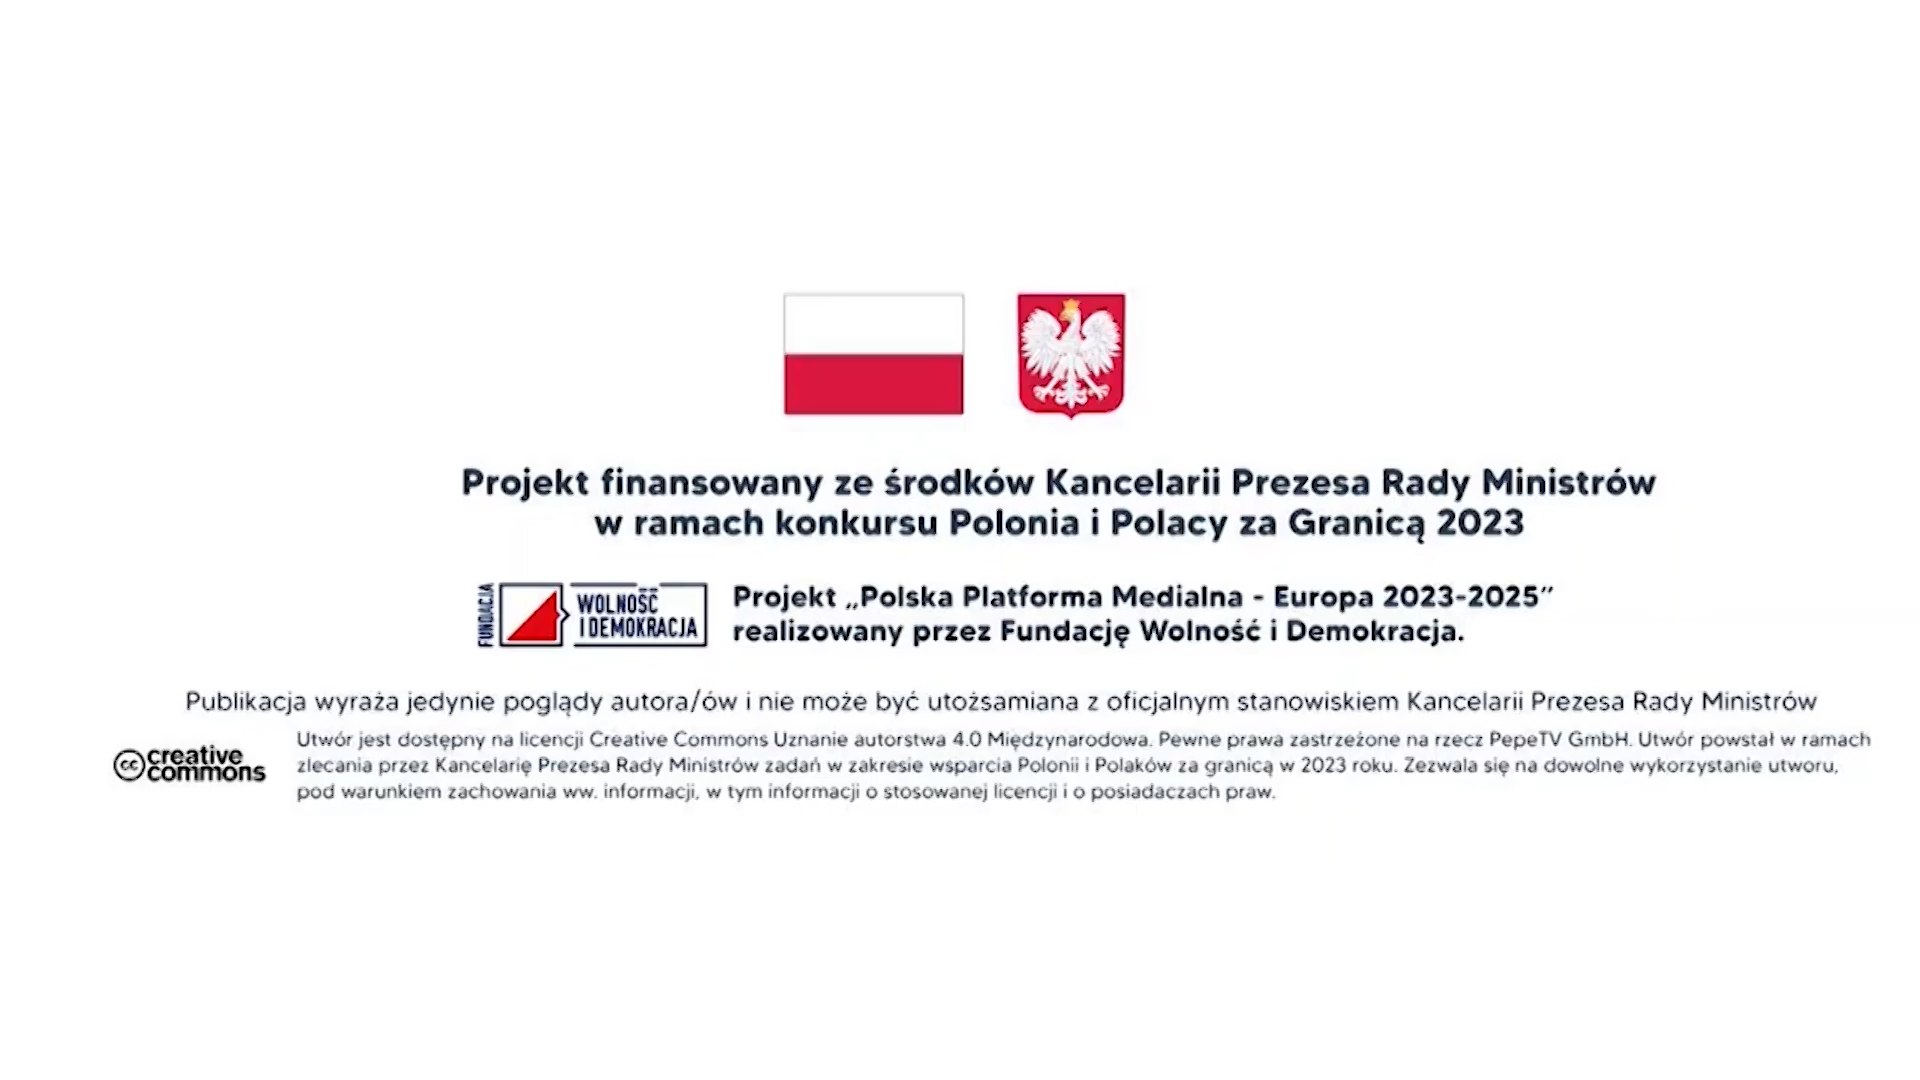 Projekt finansowany ze środków Kancelarii Prezesa Rady Ministrów
w ramach konkursu Polonia i Polacy za Granicą 2023
FUNDACJA
WOLNOŚĆ
I DEMOKRACJA
Projekt „Polska Platforma Medialna - Europa 2023-2025”
realizowany przez Fundację Wolność i Demokracja.
Publikacja wyraża jedynie poglądy autora/ów i nie może być utożsamiana z oficjalnym stanowiskiem Kancelarii Prezesa Rady Ministrów
cc creative
commons
Utwór jest dostępny na licencji Creative Commons Uznanie autorstwa 4.0 Międzynarodowa. Pewne prawa zastrzeżone na rzecz PepeTV GmbH. Utwór powstał w ramach
zlecania przez Kancelarię Prezesa Rady Ministrów zadań w zakresie wsparcia Polonii i Polaków za granicą w 2023 roku. Zezwala się na dowolne wykorzystanie utworu,
pod warunkiem zachowania ww. informacji, w tym informacji o stosowanej licencji i o posiadaczach praw.